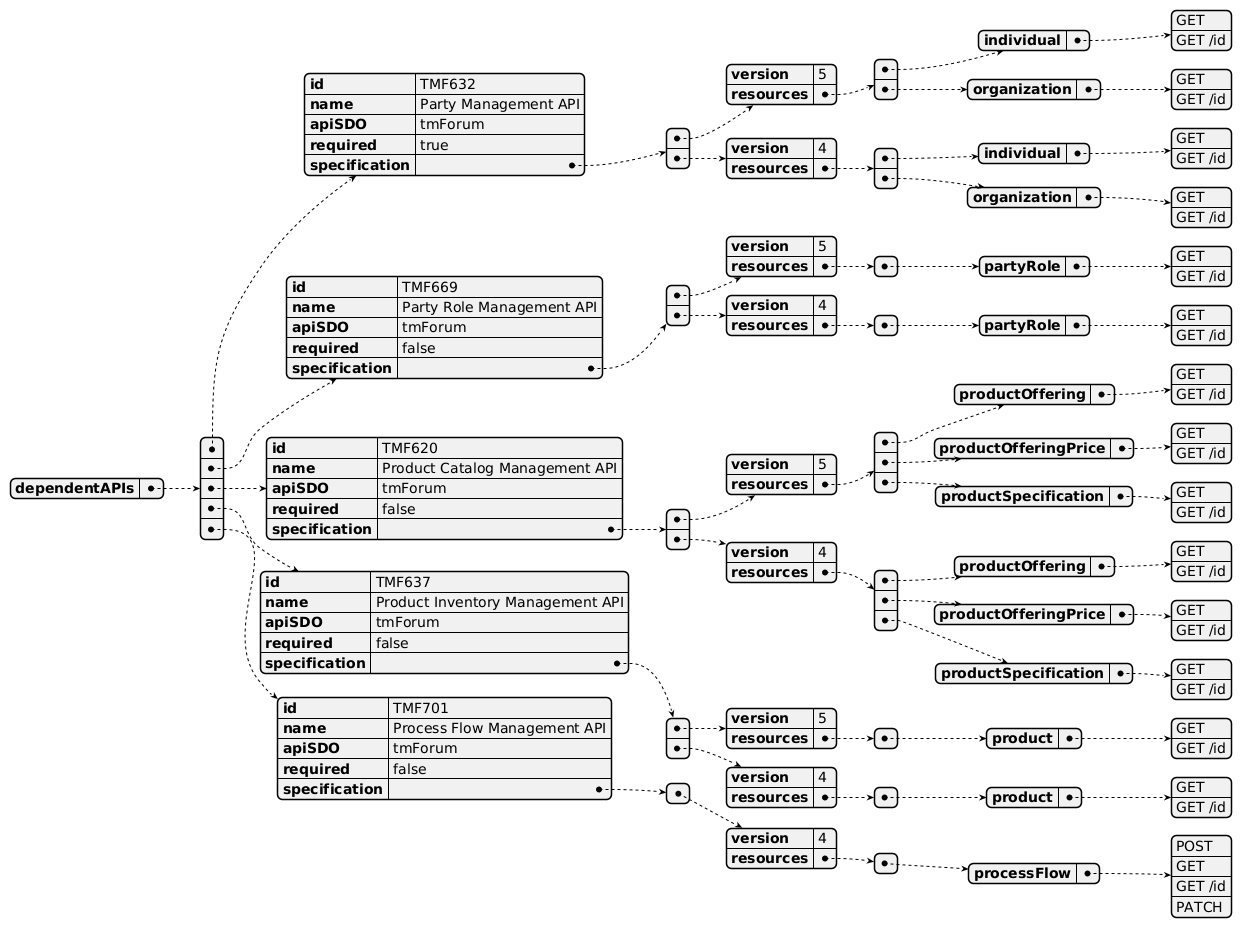 dependentAPIs
id TMF632
name Party Management API
apiSDO tmForum
required true
specification
version 5
resources
individual
GET
GET /id
organization
GET
GET /id
version 4
resources
individual
GET
GET /id
organization
GET
GET /id
id TMF669
name Party Role Management API
apiSDO tmForum
required false
specification
version 5
resources
partyRole
GET
GET /id
version 4
resources
partyRole
GET
GET /id
id TMF620
name Product Catalog Management API
apiSDO tmForum
required false
specification
version 5
resources
productOffering
GET
GET /id
productOfferingPrice
GET
GET /id
productSpecification
GET
GET /id
version 4
resources
productOffering
GET
GET /id
productOfferingPrice
GET
GET /id
productSpecification
GET
GET /id
id TMF637
name Product Inventory Management API
apiSDO tmForum
required false
specification
version 5
resources
product
GET
GET /id
version 4
resources
product
GET
GET /id
id TMF701
name Process Flow Management API
apiSDO tmForum
required false
specification
version 4
resources
processFlow
POST
GET
GET /id
PATCH